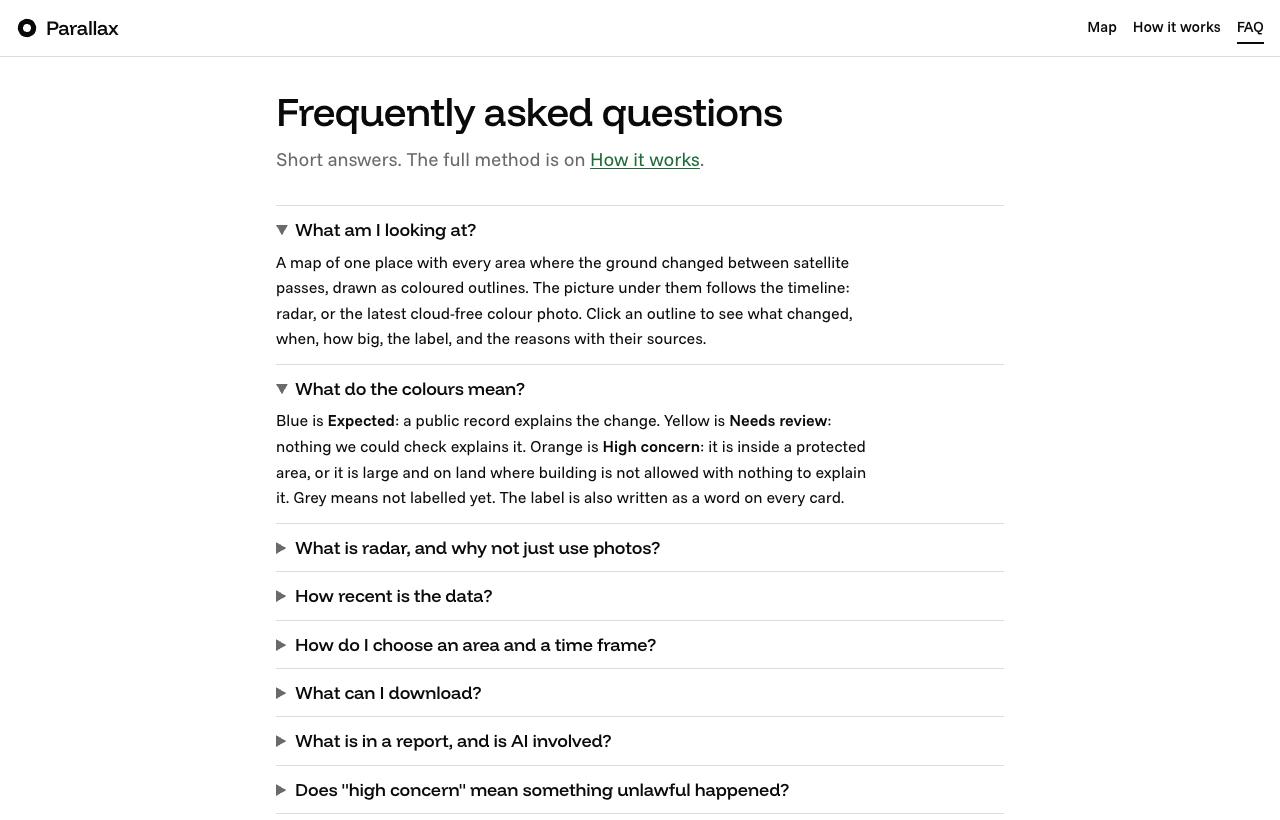 Parallax
Map
How it works
FAQ
Frequently asked questions
Short answers. The full method is on How it works.
What am I looking at?
A map of one place with every area where the ground changed between satellite
passes, drawn as coloured outlines. The picture under them follows the timeline:
radar, or the latest cloud-free colour photo. Click an outline to see what changed,
when, how big, the label, and the reasons with their sources.
What do the colours mean?
Blue is Expected: a public record explains the change. Yellow is Needs review:
nothing we could check explains it. Orange is High concern: it is inside a protected
area, or it is large and on land where building is not allowed with nothing to explain
it. Grey means not labelled yet. The label is also written as a word on every card.
What is radar, and why not just use photos?
How recent is the data?
How do I choose an area and a time frame?
What can I download?
What is in a report, and is AI involved?
Does "high concern" mean something unlawful happened?